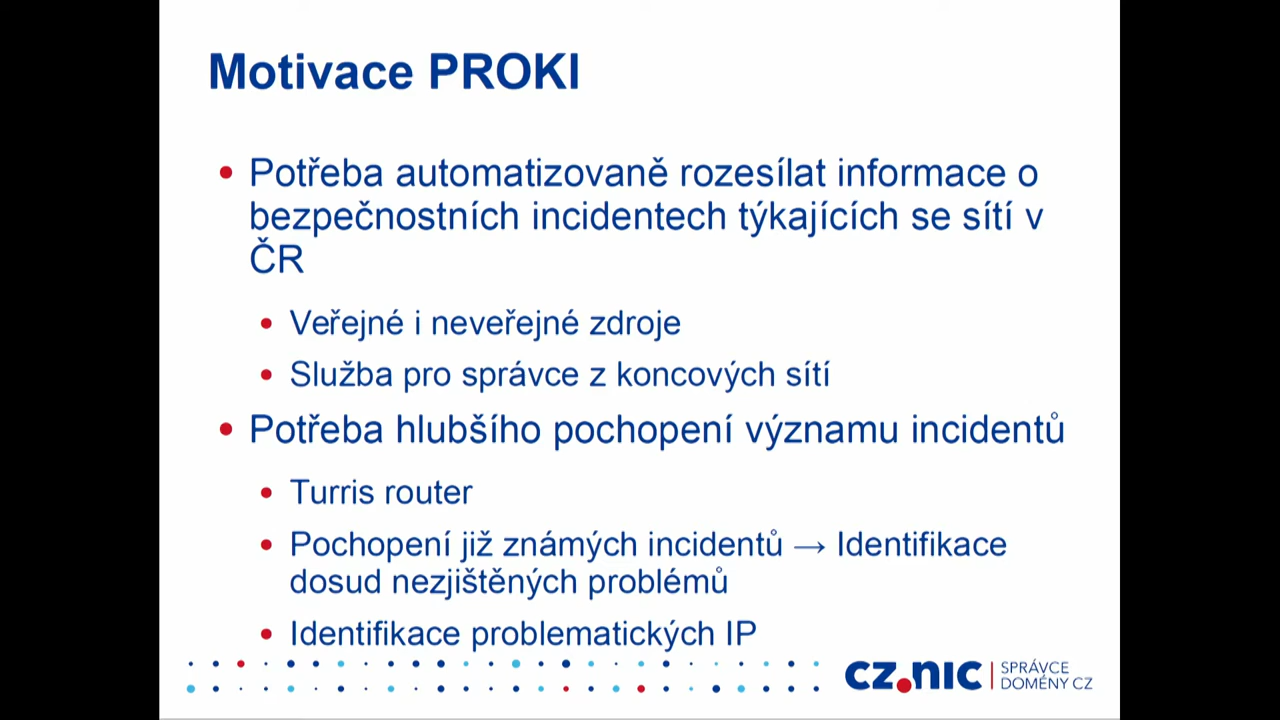 Motivace PROKI
Potřeba automatizovaně rozesílat informace o
bezpečnostních incidentech týkajících se sítí v
ČR
Veřejné i neveřejné zdroje
Služba pro správce z koncových sítí
Potřeba hlubšího pochopení významu incidentů
Turris router
Pochopení již známých incidentů → Identifikace
dosud nezjištěných problémů
Identifikace problematických IP
CZ.NIC
SPRÁVCE
DOMÉNY CZ